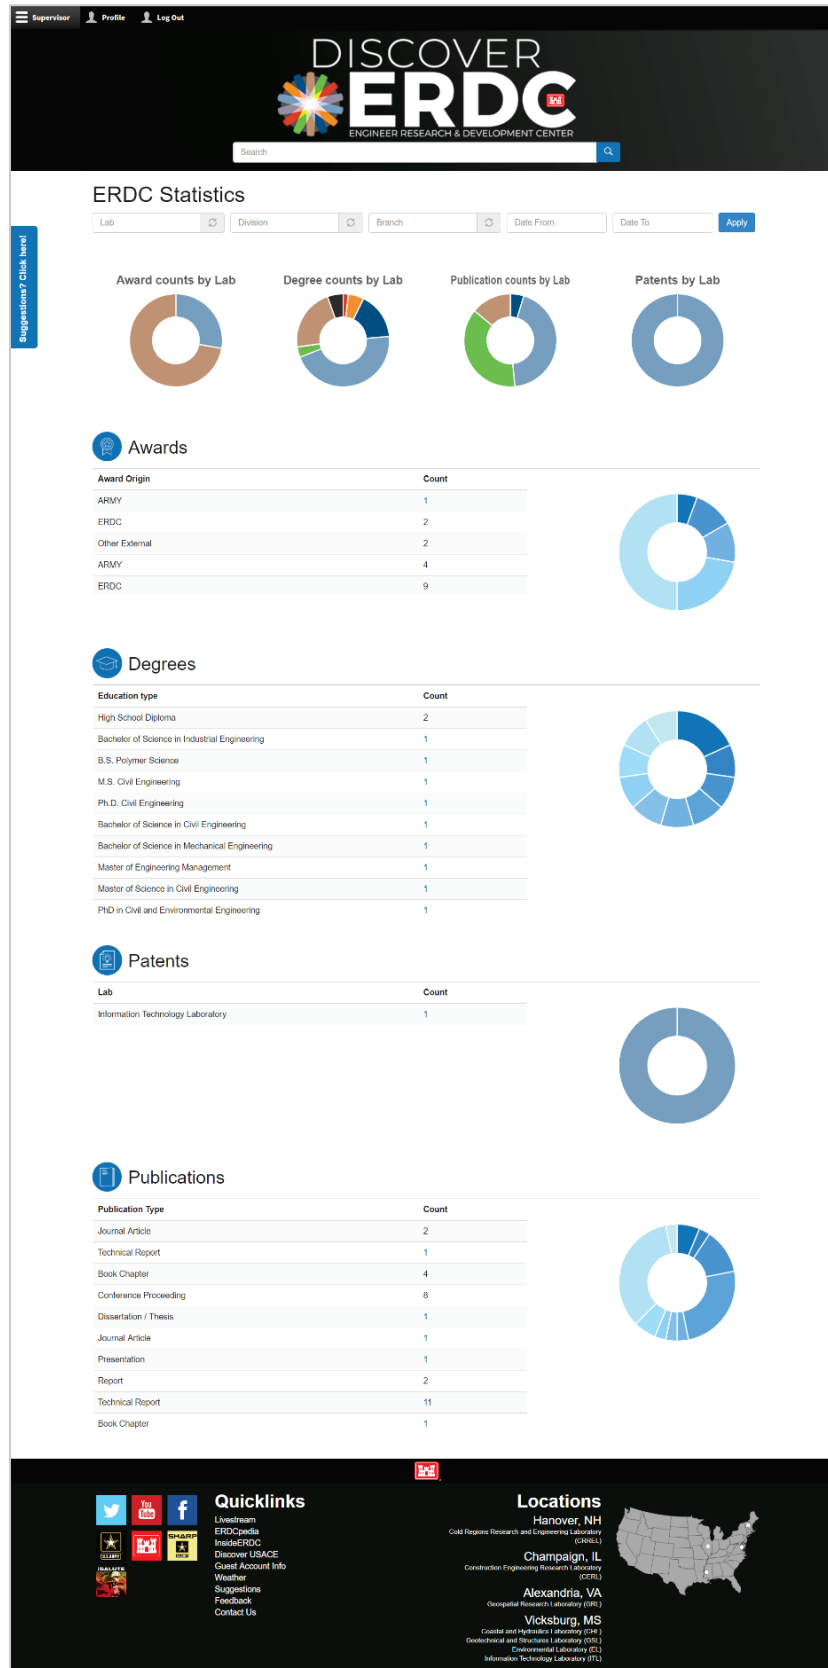 Supervisor Profile Log Out
DISCOVER
ERDC
ENGINEER RESEARCH & DEVELOPMENT CENTER
Search
ERDC Statistics
Lab Division Branch Date From Date To Apply
Suggestions? Click here!
Award counts by Lab Degree counts by Lab Publication counts by Lab Patents by Lab
Awards
Award Origin Count
ARMY 1
ERDC 2
Other External 2
ARMY 4
ERDC 9
Degrees
Education type Count
High School Diploma 2
Bachelor of Science in Industrial Engineering 1
B.S. Polymer Science 1
M.S. Civil Engineering 1
Ph.D. Civil Engineering 1
Bachelor of Science in Civil Engineering 1
Bachelor of Science in Mechanical Engineering 1
Master of Engineering Management 1
Master of Science in Civil Engineering 1
PhD in Civil and Environmental Engineering 1
Patents
Lab Count
Information Technology Laboratory 1
Publications
Publication Type Count
Journal Article 2
Technical Report 1
Book Chapter 4
Conference Proceeding 8
Dissertation / Thesis 1
Journal Article 1
Presentation 1
Report 2
Technical Report 11
Book Chapter 1
You
Tube
f
U.S.ARMY
SHARP
ISALUTE
Quicklinks
Livestream
ERDCpedia
InsideERDC
Discover USACE
Guest Account Info
Weather
Suggestions
Feedback
Contact Us
Locations
Hanover, NH
Cold Regions Research and Engineering Laboratory
(CRREL)
Champaign, IL
Construction Engineering Research Laboratory
(CERL)
Alexandria, VA
Geospatial Research Laboratory (GRL)
Vicksburg, MS
Coastal and Hydraulics Laboratory (CHL)
Geotechnical and Structures Laboratory (GSL)
Environmental Laboratory (EL)
Information Technology Laboratory (ITL)